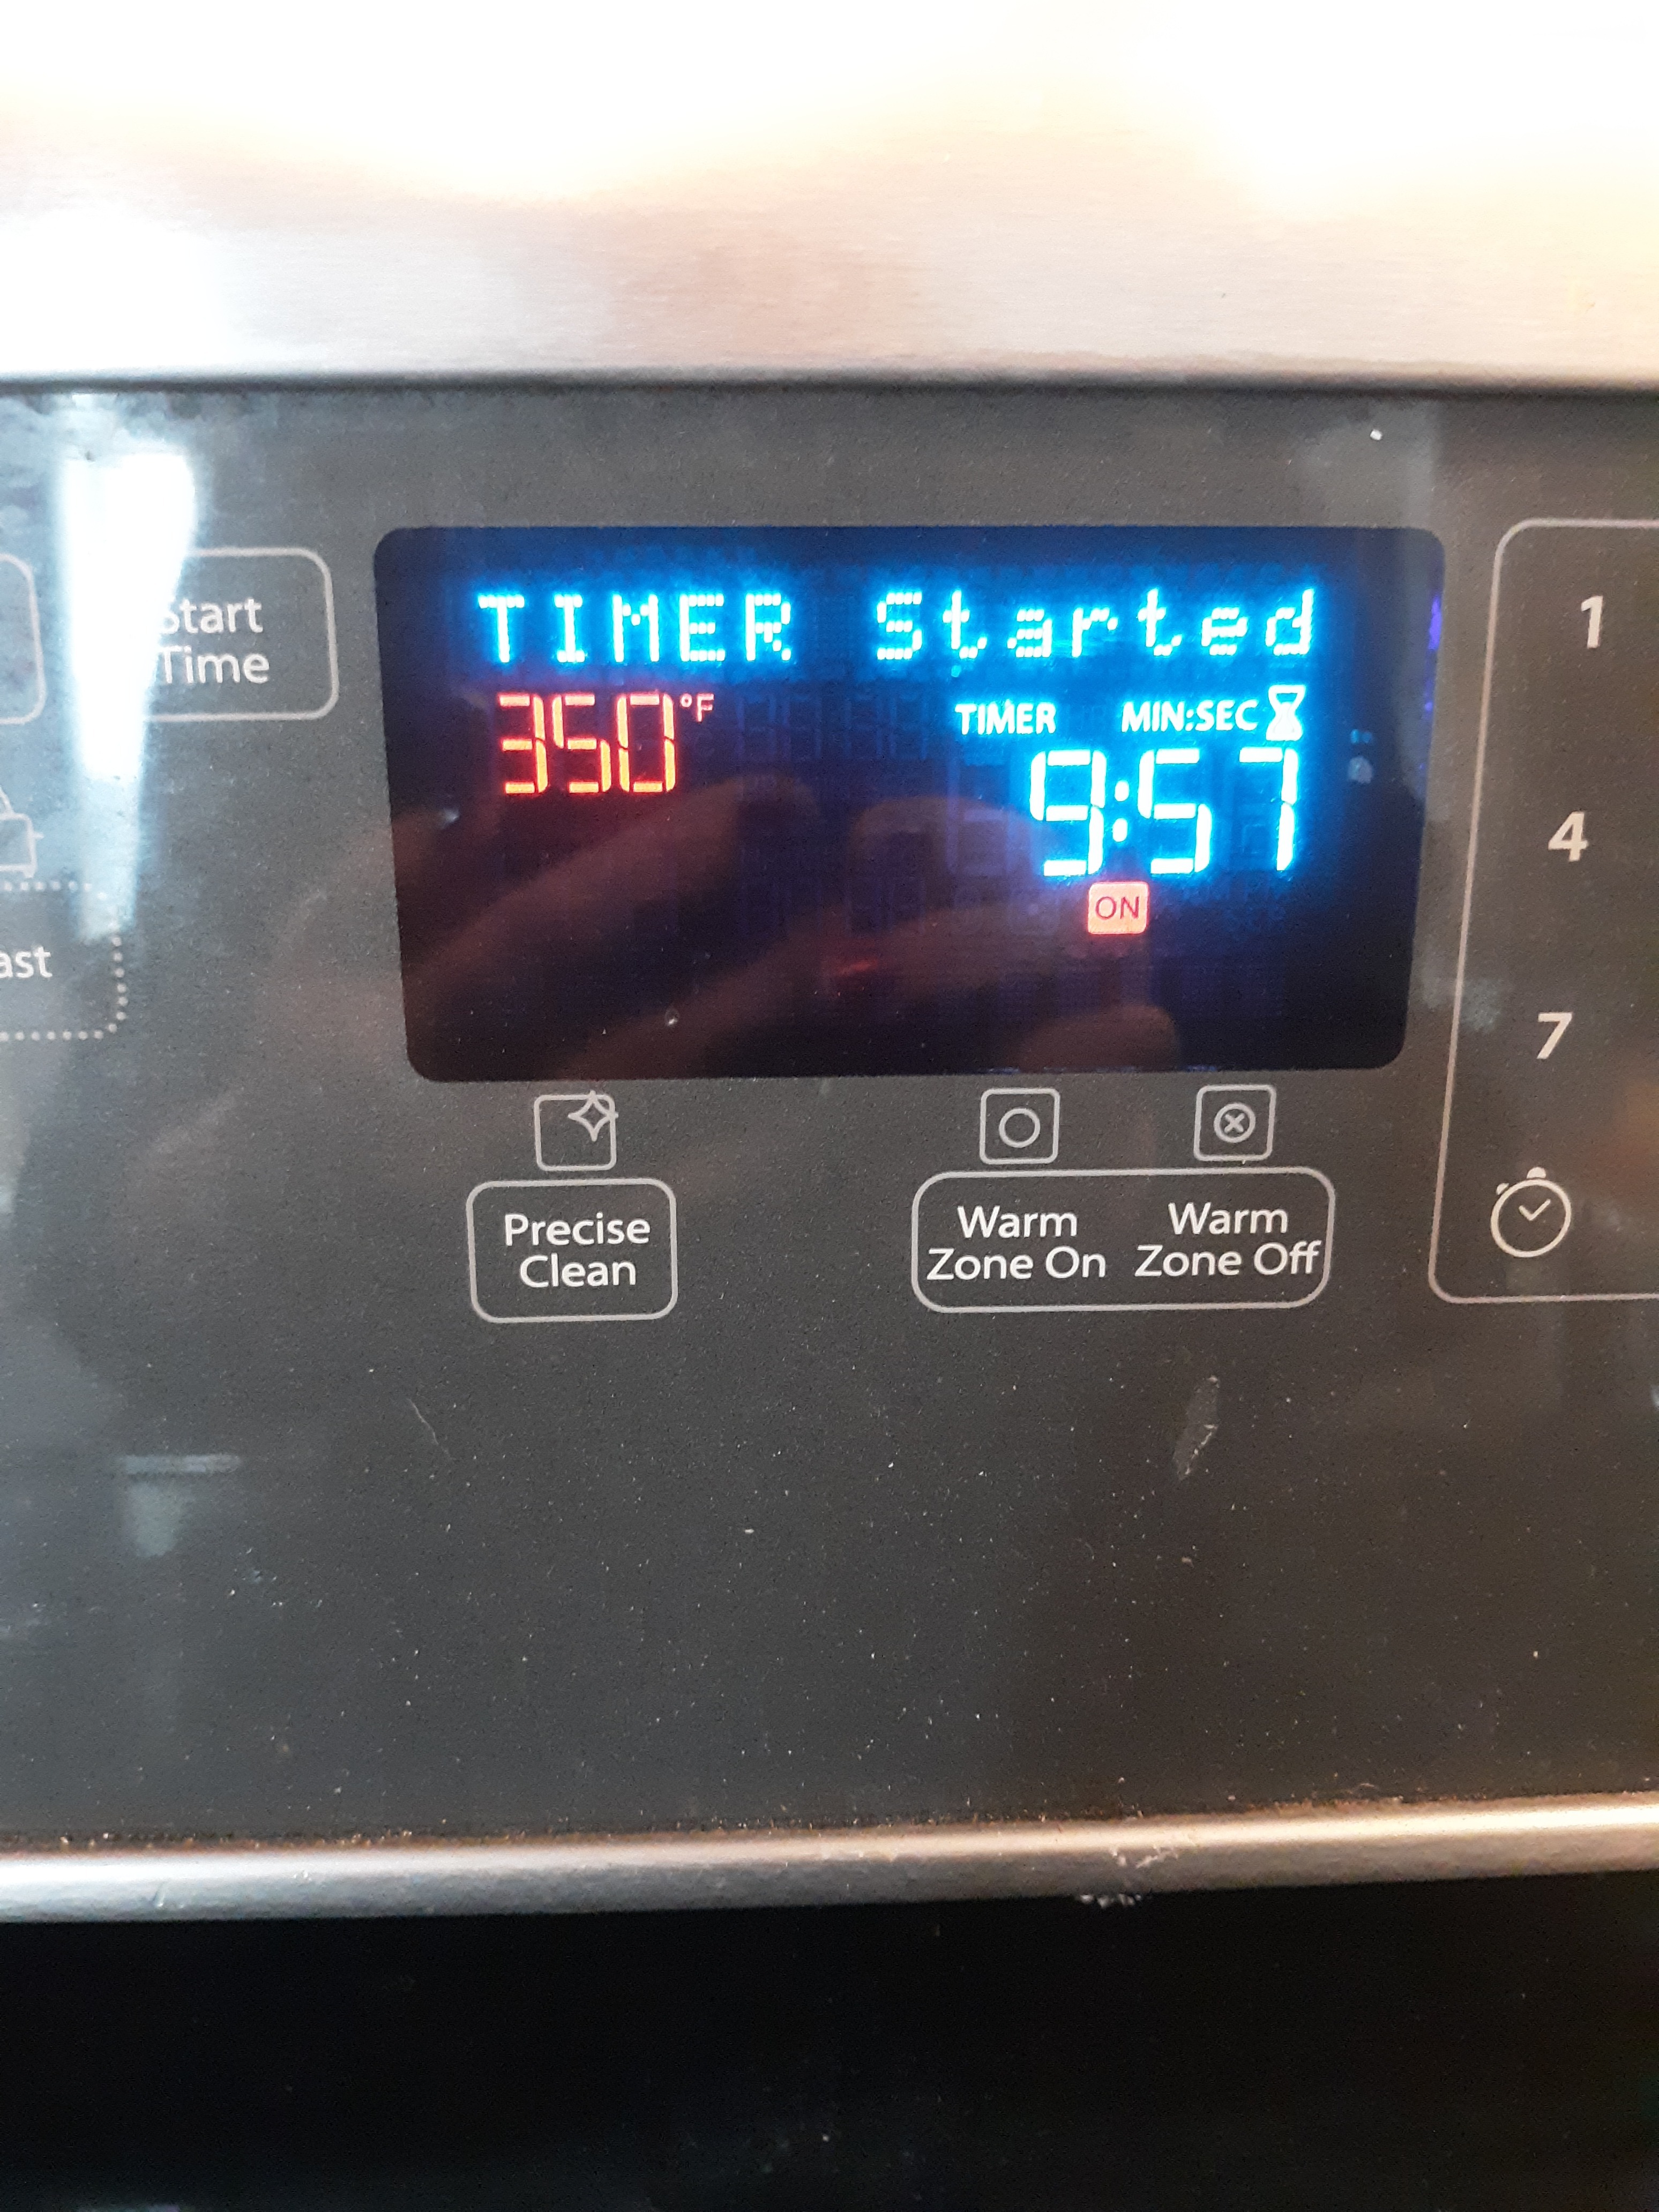 TIMER Started
350°F
TIMER MIN:SEC
9:57
ON
Start
Time
ast
Precise
Clean
Warm
Zone On
Warm
Zone Off
1
4
7